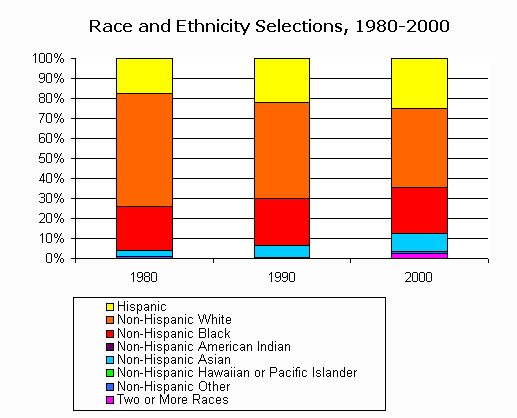 Race and Ethnicity Selections, 1980-2000
100%
90%
80%
70%
60%
50%
40%
30%
20%
10%
0%
1980 1990 2000
Hispanic
Non-Hispanic White
Non-Hispanic Black
Non-Hispanic American Indian
Non-Hispanic Asian
Non-Hispanic Hawaiian or Pacific Islander
Non-Hispanic Other
Two or More Races